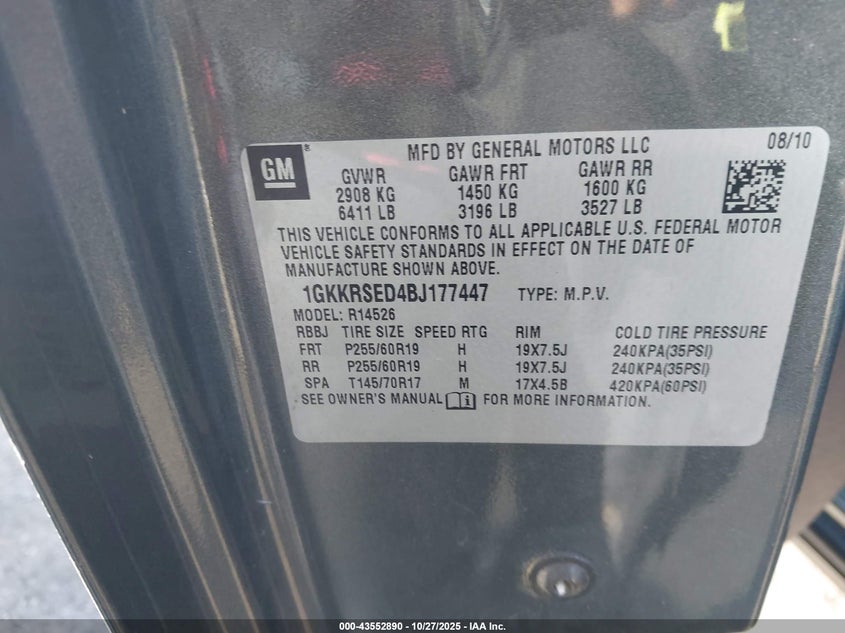 GM
MFD BY GENERAL MOTORS LLC 08/10
GVWR GAWR FRT GAWR RR
2908 KG 1450 KG 1600 KG
6411 LB 3196 LB 3527 LB
THIS VEHICLE CONFORMS TO ALL APPLICABLE U.S. FEDERAL MOTOR
VEHICLE SAFETY STANDARDS IN EFFECT ON THE DATE OF
MANUFACTURE SHOWN ABOVE.
1GKKRSED4BJ177447 TYPE: M.P.V.
MODEL: R14526
RBBJ TIRE SIZE SPEED RTG RIM COLD TIRE PRESSURE
FRT P255/60R19 H 19X7.5J 240KPA(35PSI)
RR P255/60R19 H 19X7.5J 240KPA(35PSI)
SPA T145/70R17 M 17X4.5B 420KPA(60PSI)
SEE OWNER'S MANUAL FOR MORE INFORMATION.
000-43552890 - 10/27/2025 - IAA Inc.